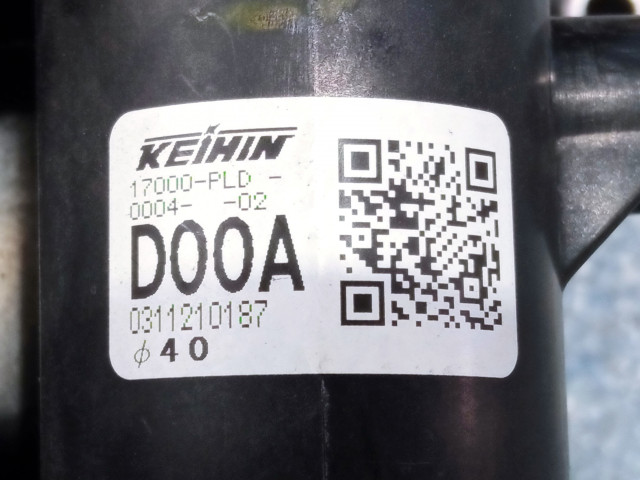 KEIHIN
17000-PLD -
0004- -02
D00A
0311210187
φ40